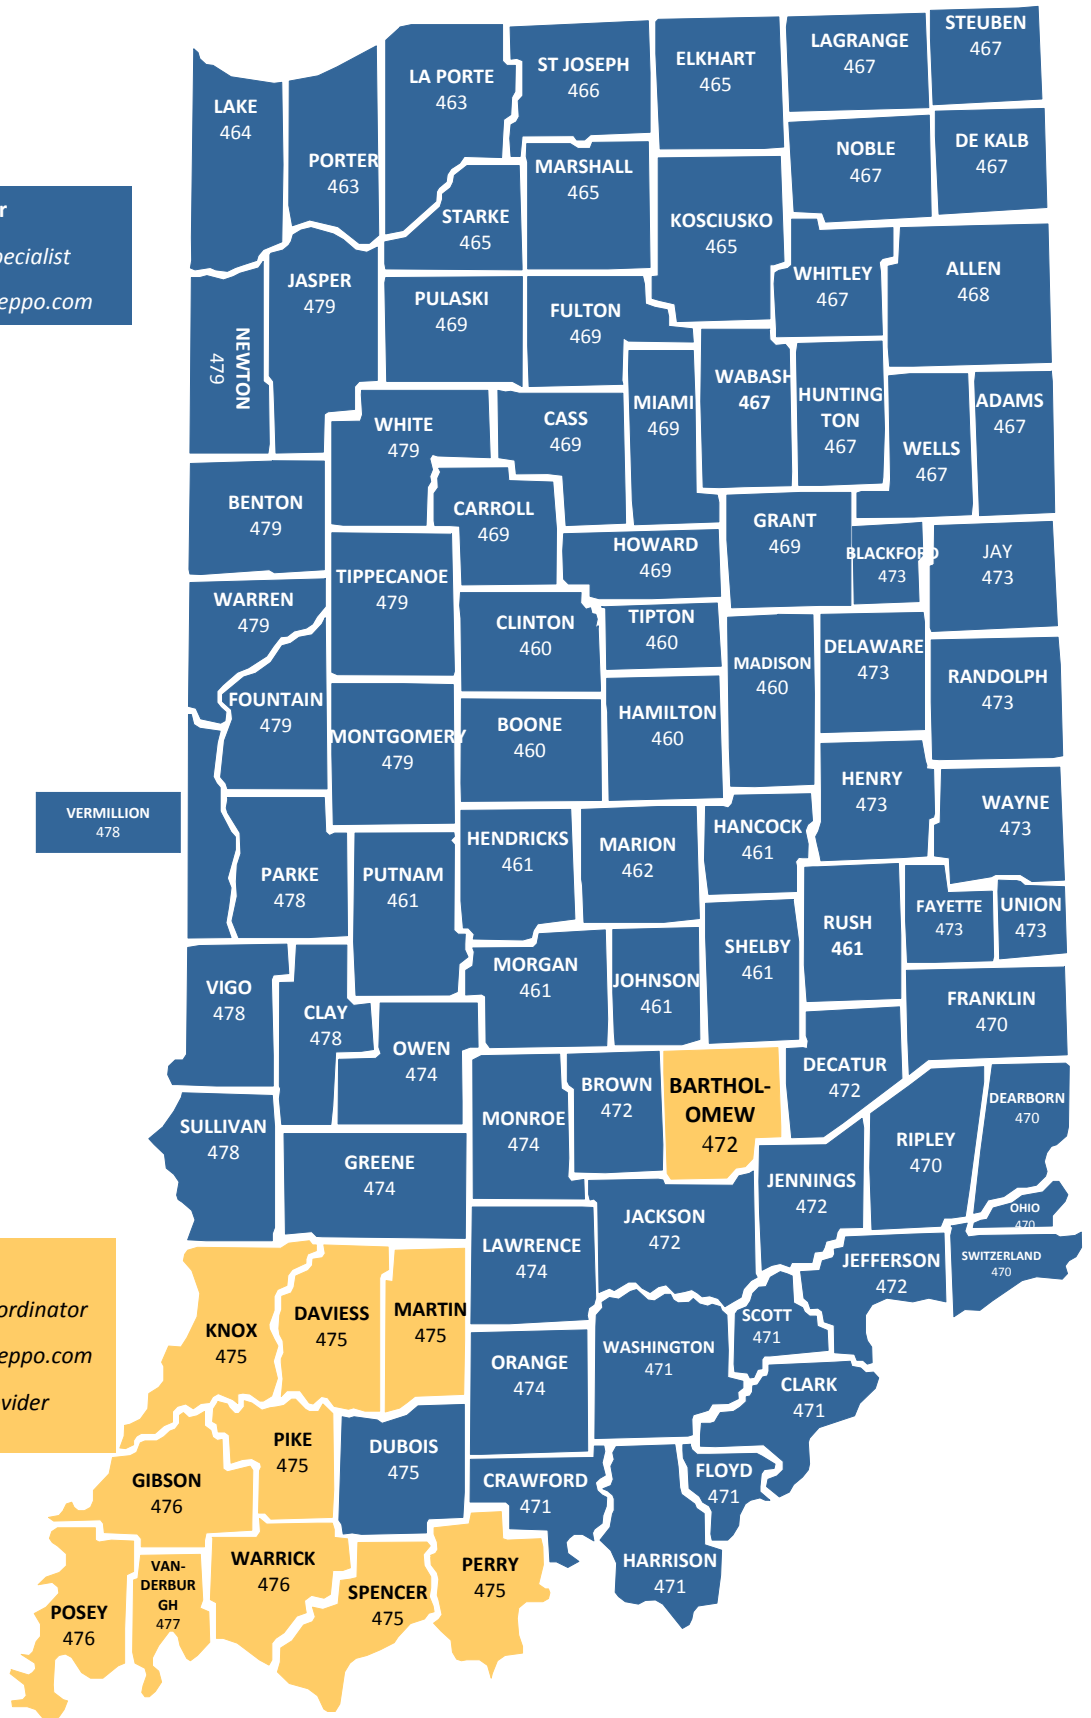 STEUBEN
467
LAGRANGE
467
ELKHART
465
ST JOSEPH
466
LA PORTE
463
LAKE
464
PORTER
463
NOBLE
467
DE KALB
467
MARSHALL
465
STARKE
465
KOSCIUSKO
465
WHITLEY
467
ALLEN
468
JASPER
479
PULASKI
469
FULTON
469
NEWTON
479
WABASH
467
HUNTING
TON
467
MIAMI
469
WELLS
467
ADAMS
467
WHITE
479
CASS
469
BENTON
479
CARROLL
469
GRANT
469
HOWARD
469
BLACKFORD
473
JAY
473
TIPPECANOE
479
WARREN
479
CLINTON
460
TIPTON
460
MADISON
460
DELAWARE
473
RANDOLPH
473
FOUNTAIN
479
MONTGOMERY
479
BOONE
460
HAMILTON
460
HENRY
473
WAYNE
473
VERMILLION
478
HENDRICKS
461
MARION
462
HANCOCK
461
PARKE
478
PUTNAM
461
RUSH
461
FAYETTE
473
UNION
473
SHELBY
461
MORGAN
461
JOHNSON
461
VIGO
478
CLAY
478
OWEN
474
FRANKLIN
470
DECATUR
472
BROWN
472
BARTHOL-
OMEW
472
MONROE
474
DEARBORN
470
RIPLEY
470
SULLIVAN
478
GREENE
474
JENNINGS
472
OHIO
470
JACKSON
472
LAWRENCE
474
JEFFERSON
472
SWITZERLAND
470
KNOX
475
DAVIESS
475
MARTIN
475
SCOTT
471
WASHINGTON
471
ORANGE
474
CLARK
471
PIKE
475
DUBOIS
475
GIBSON
476
CRAWFORD
471
FLOYD
471
HARRISON
471
WARRICK
476
PERRY
475
SPENCER
475
VAN-
DERBUR
GH
477
POSEY
476
r
pecialist
eppo.com
ordinator
eppo.com
vider